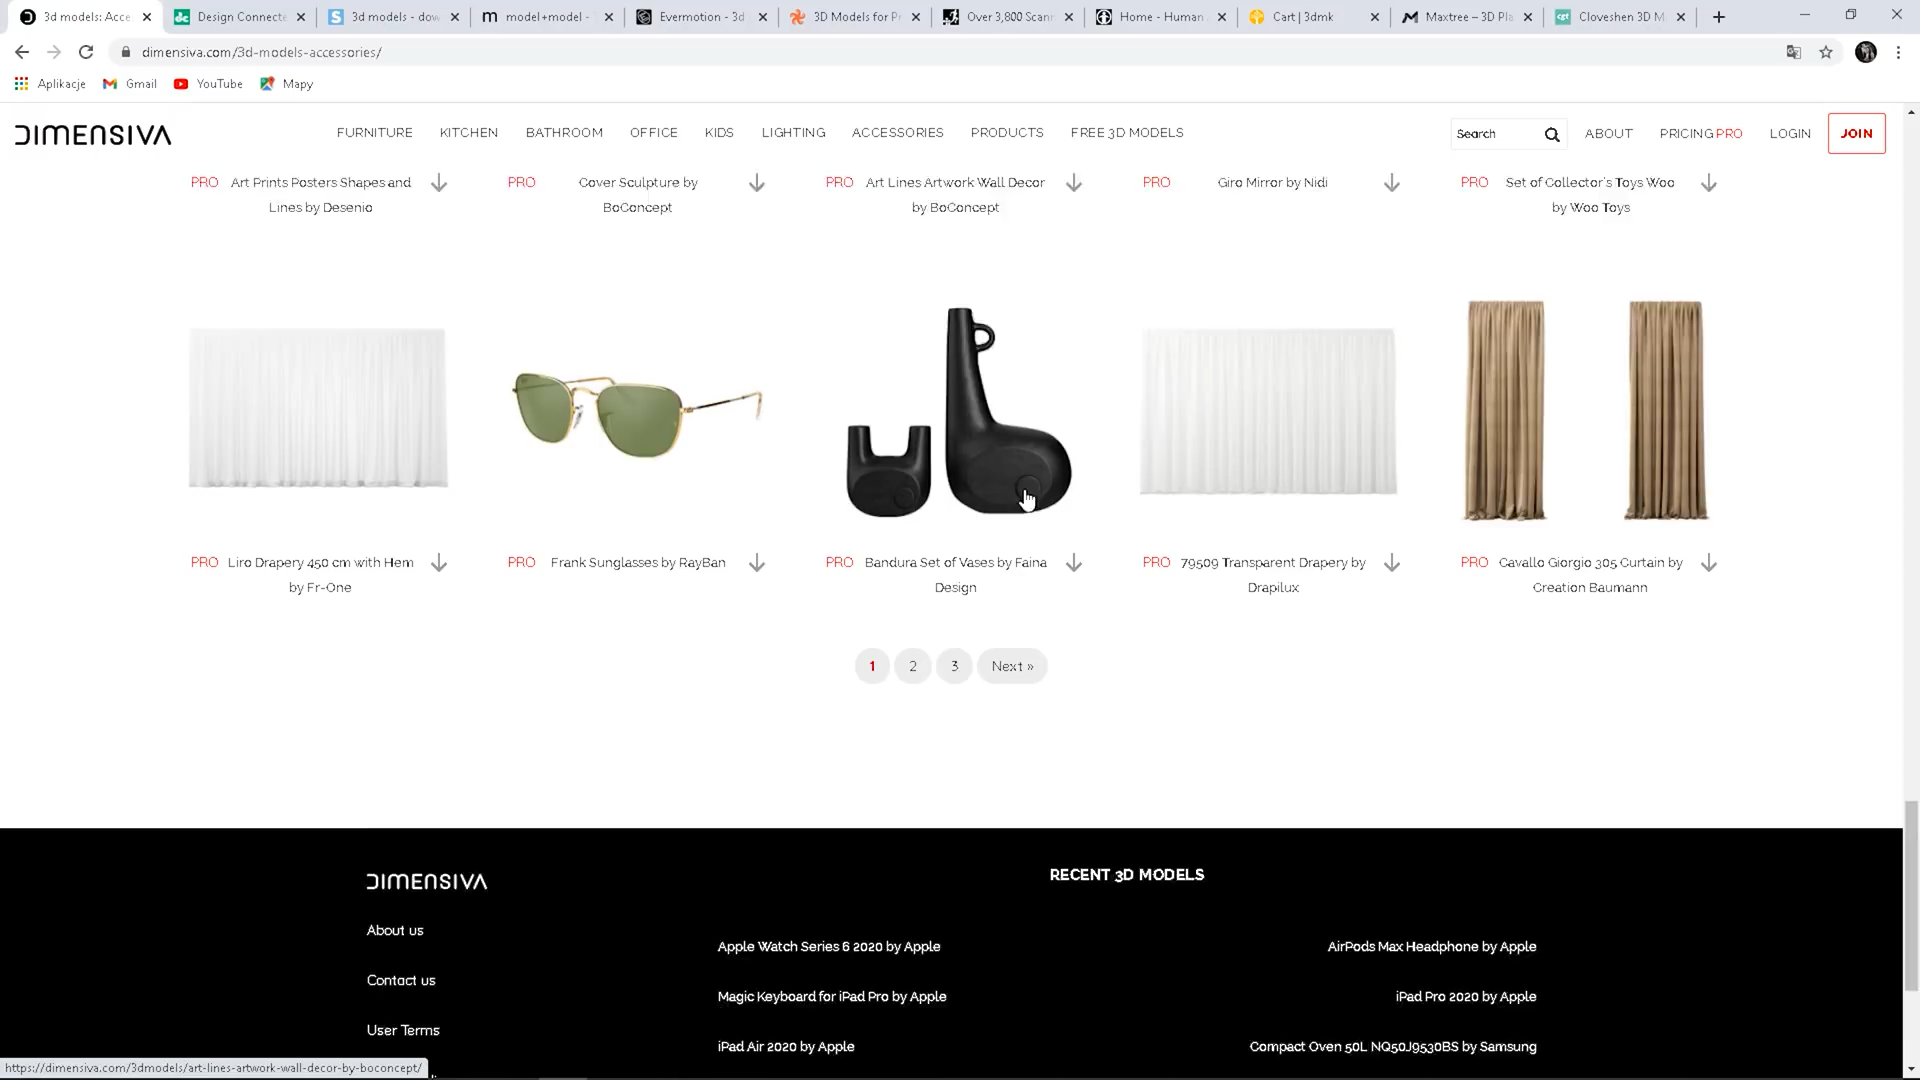 3d models: Acce
Design Connecte
3d models - dow
model+model - T
Evermotion - 3d
3D Models for Pr
Over 3,800 Scann
Home - Human
Cart | 3dmk
Maxtree – 3D Pla
Cloveshen 3D M
dimensiva.com/3d-models-accessories/
Aplikacje
Gmail
YouTube
Mapy
DIMENSIVA
FURNITURE
KITCHEN
BATHROOM
OFFICE
KIDS
LIGHTING
ACCESSORIES
PRODUCTS
FREE 3D MODELS
Search
ABOUT
PRICING PRO
LOGIN
JOIN
PRO Art Prints Posters Shapes and
Lines by Desenio
PRO Cover Sculpture by
BoConcept
PRO Art Lines Artwork Wall Decor
by BoConcept
PRO Giro Mirror by Nidi
PRO Set of Collector's Toys Woo
by Woo Toys
PRO Liro Drapery 450 cm with Hem
by Fr-One
PRO Frank Sunglasses by RayBan
PRO Bandura Set of Vases by Faina
Design
PRO 79509 Transparent Drapery by
Drapilux
PRO Cavallo Giorgio 305 Curtain by
Creation Baumann
1 2 3 Next »
DIMENSIVA
About us
Contact us
User Terms
RECENT 3D MODELS
Apple Watch Series 6 2020 by Apple
AirPods Max Headphone by Apple
Magic Keyboard for iPad Pro by Apple
iPad Pro 2020 by Apple
iPad Air 2020 by Apple
Compact Oven 50L NQ50J9530BS by Samsung
https://dimensiva.com/3dmodels/art-lines-artwork-wall-decor-by-boconcept/